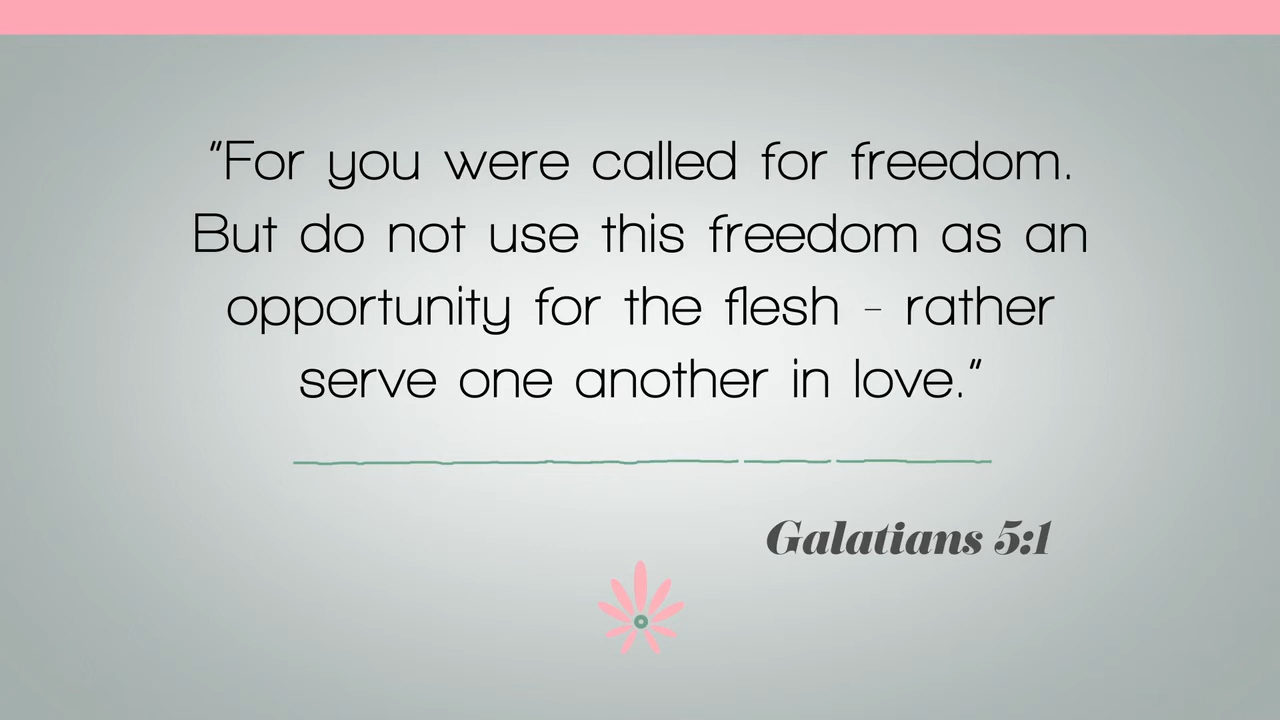 "For you were called for freedom.
But do not use this freedom as an
opportunity for the flesh - rather
serve one another in love."
Galatians 5:1